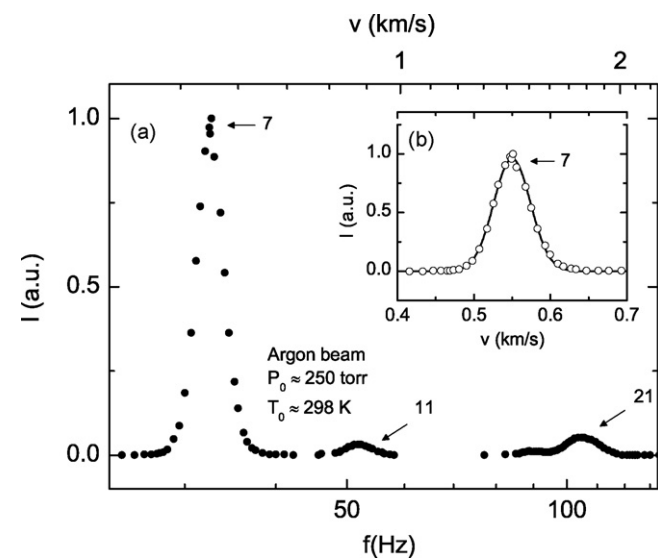 v (km/s)
1
2
(a)
7
(b)
7
1.0
0.5
0.0
I (a.u.)
0.4
0.5
0.6
0.7
v (km/s)
1.0
0.5
0.0
I (a.u.)
Argon beam
P₀ ≈ 250 torr
T₀ ≈ 298 K
11
21
50
100
f(Hz)